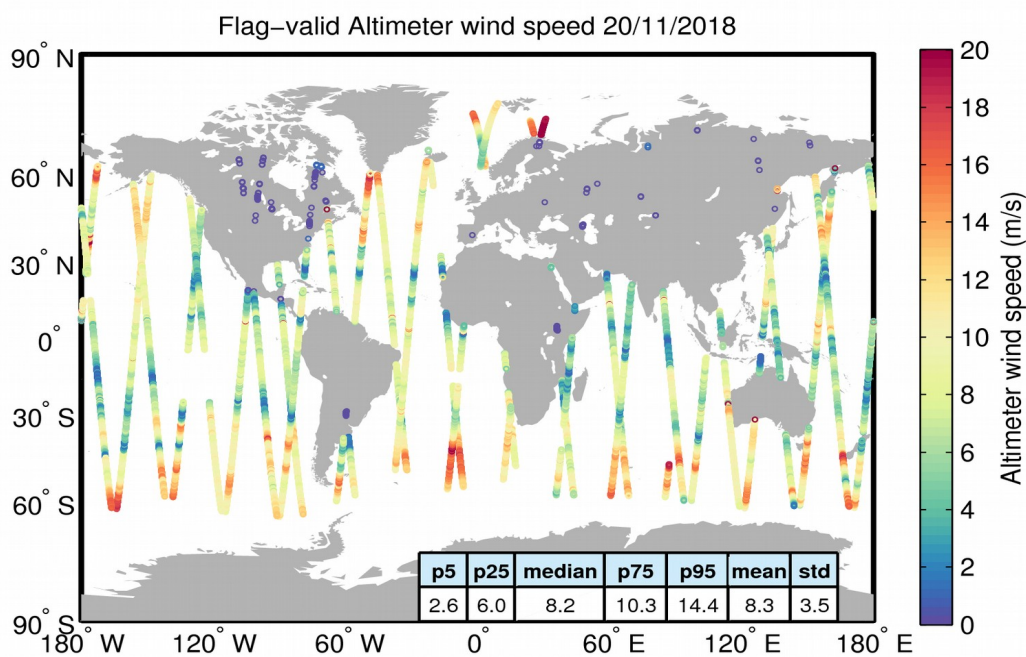 Flag−valid Altimeter wind speed 20/11/2018
90° N
60° N
30° N
0°
30° S
60° S
90° S
180° W
120° W
60° W
0°
60° E
120° E
180° E
p5 p25 median p75 p95 mean std
2.6 6.0 8.2 10.3 14.4 8.3 3.5
20
18
16
14
12
10
8
6
4
2
0
Altimeter wind speed (m/s)